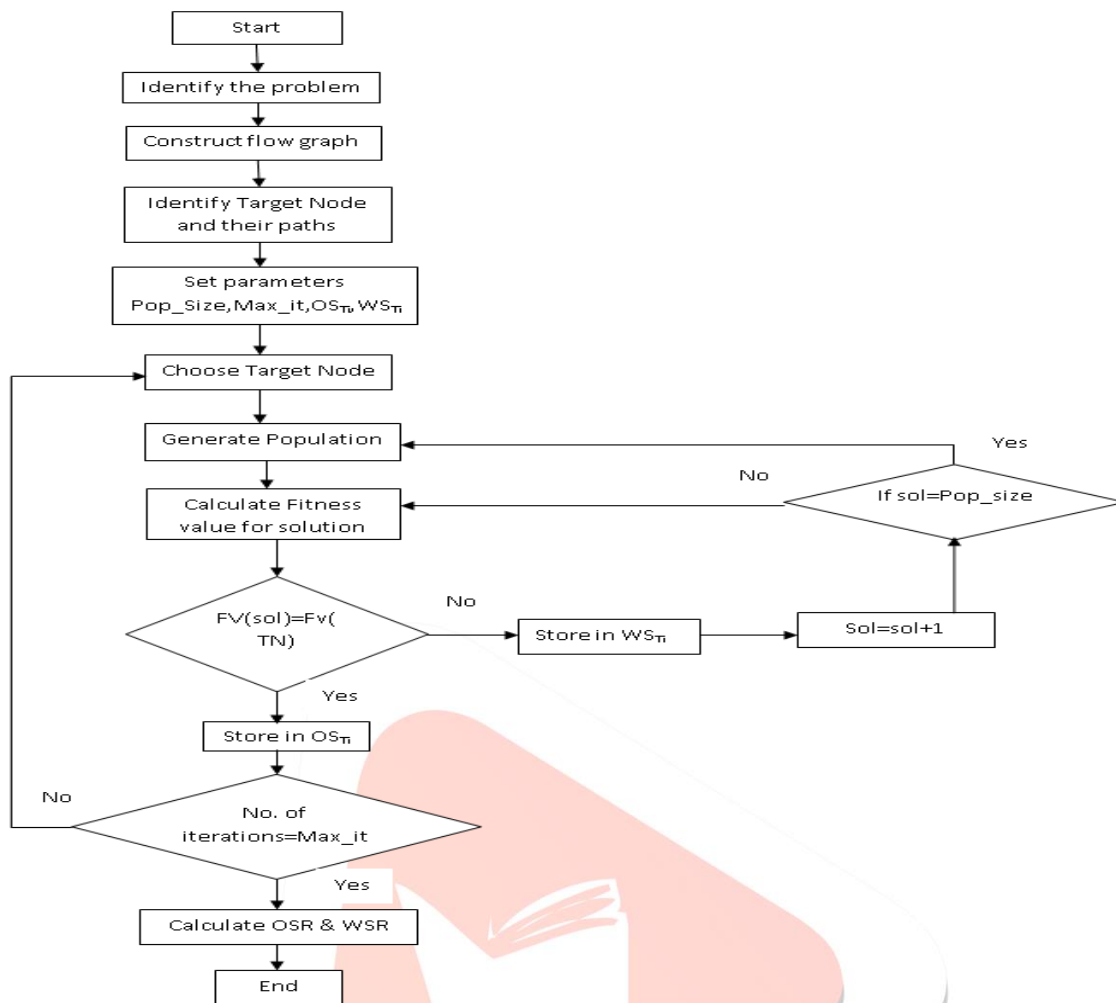 Start
Identify the problem
Construct flow graph
Identify Target Node
and their paths
Set parameters
Pop_Size,Max_it,OS_Ti,WS_Ti
Choose Target Node
Generate Population
Yes
No
If sol=Pop_size
Calculate Fitness
value for solution
FV(sol)=Fv(
TN)
No
Store in WS_Ti
Sol=sol+1
Yes
Store in OS_Ti
No
No. of
iterations=Max_it
Yes
Calculate OSR & WSR
End